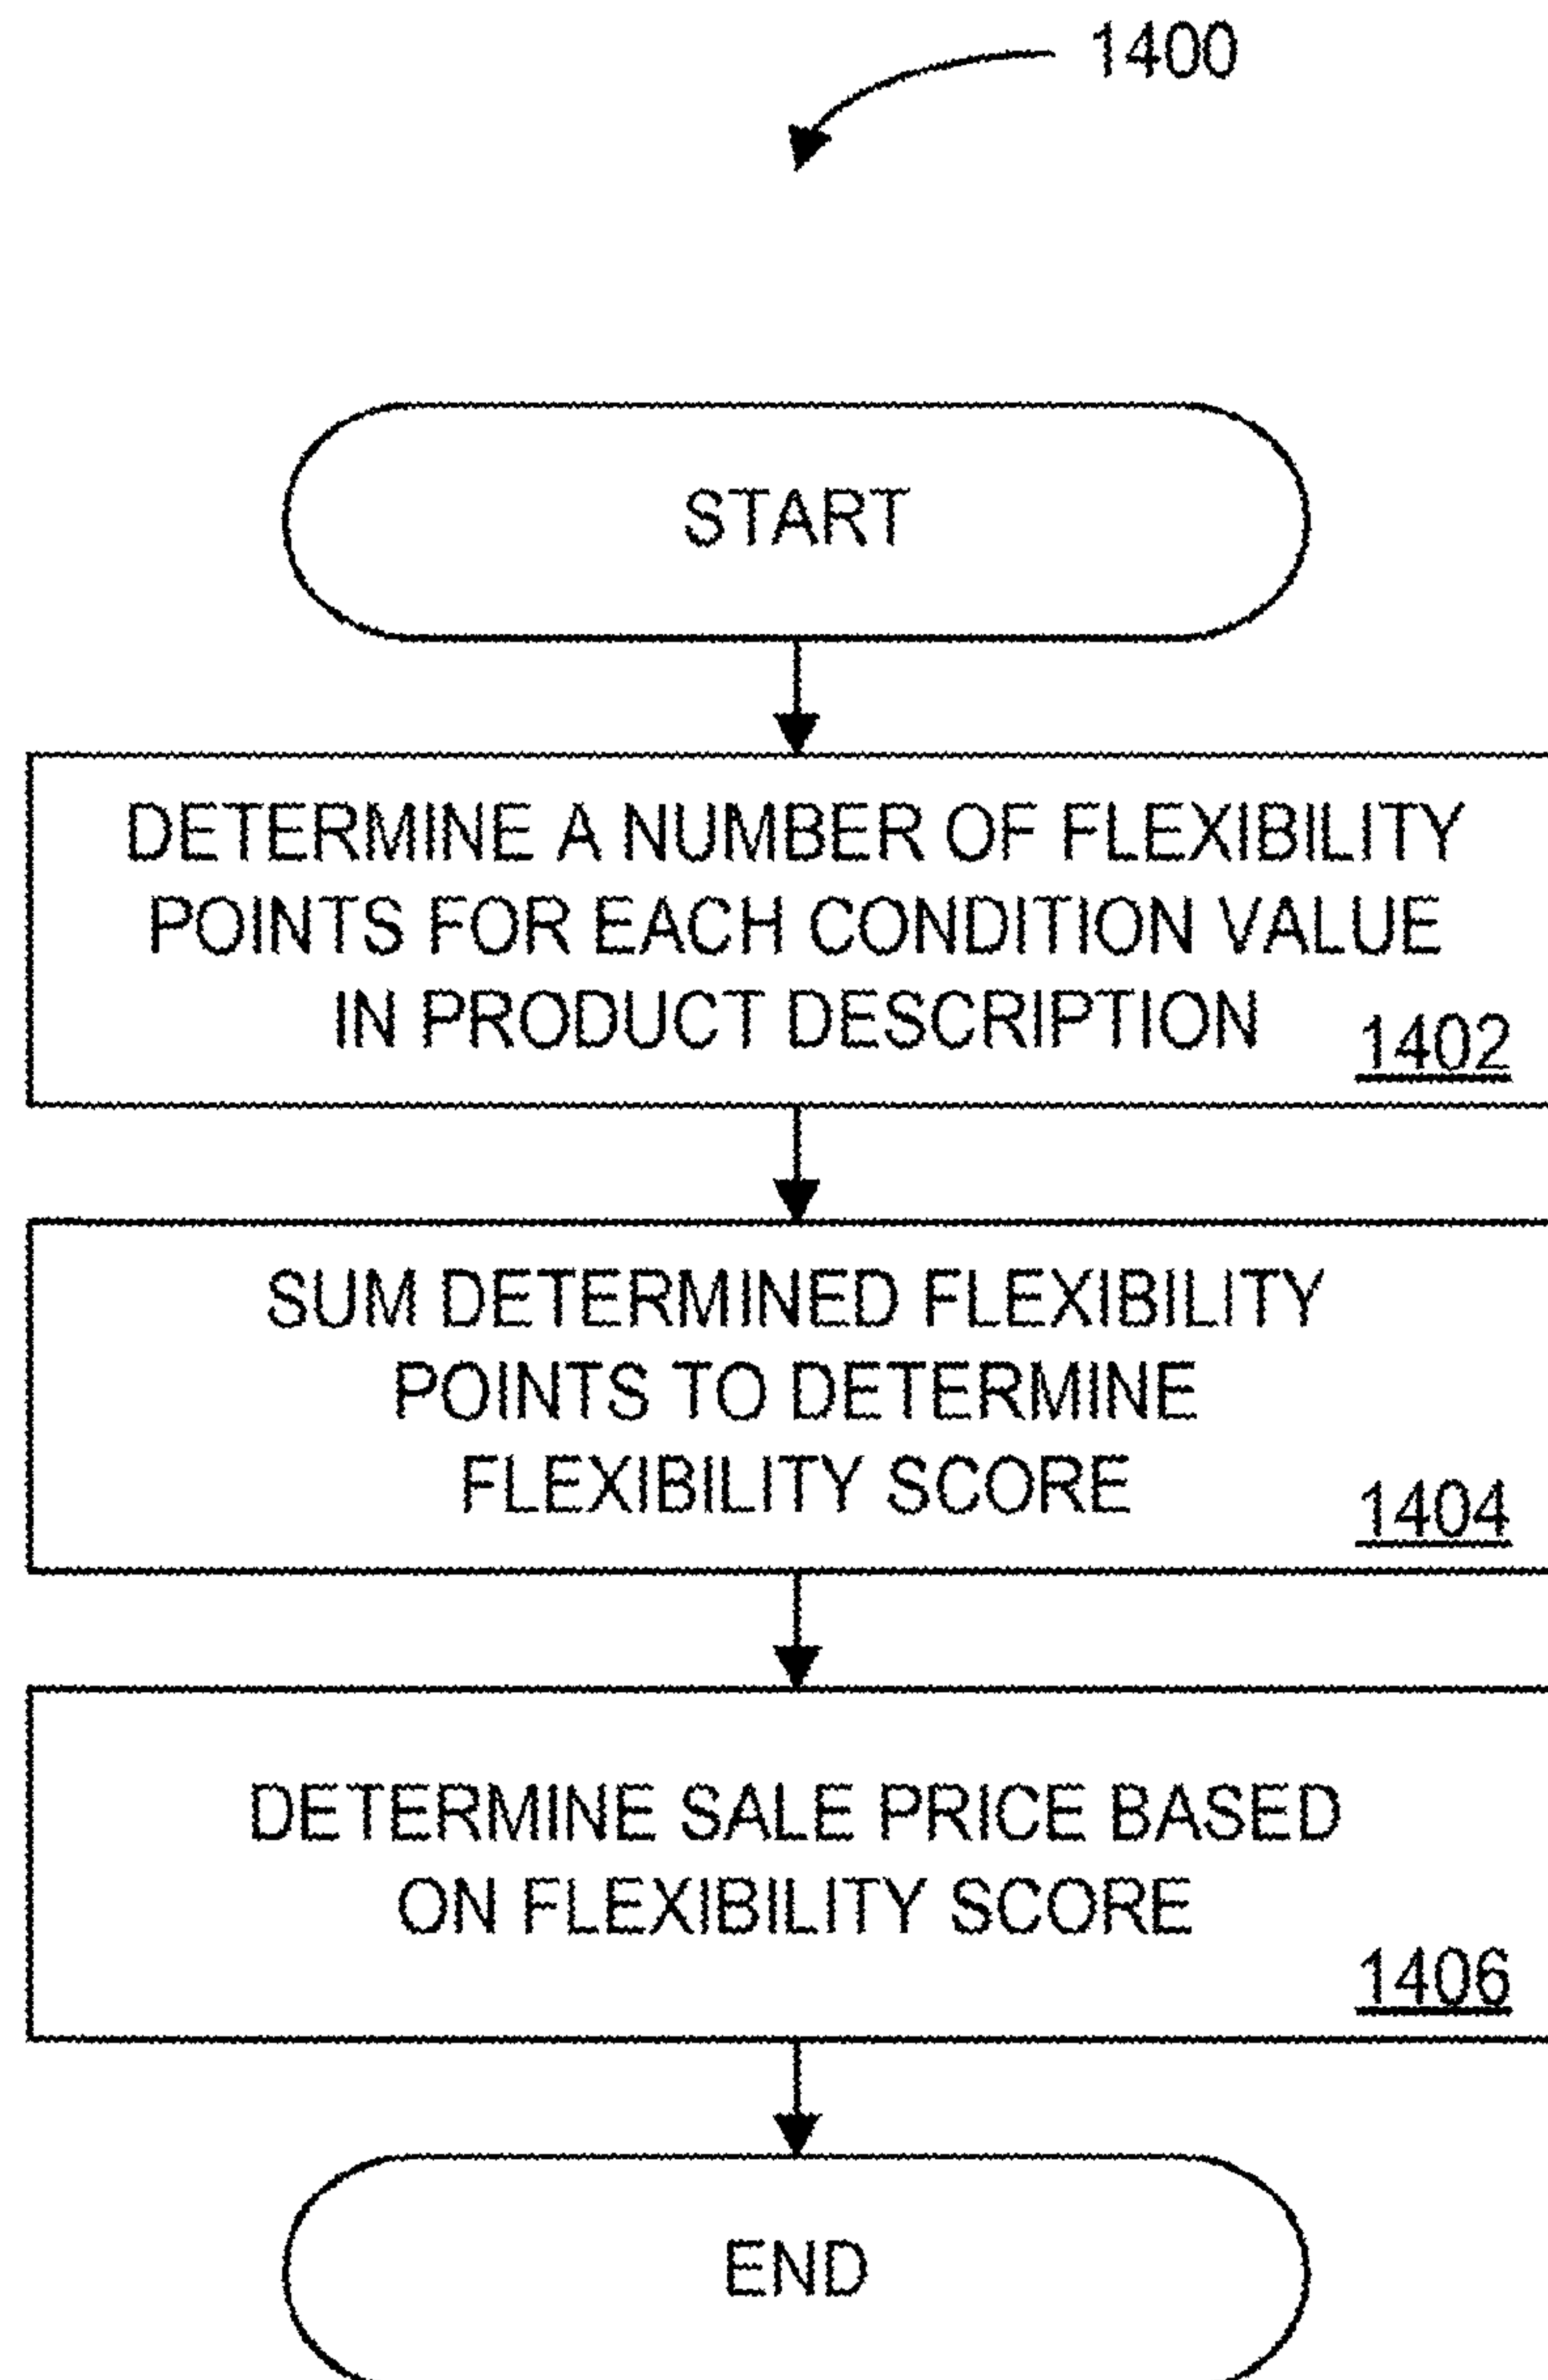 1400
START
DETERMINE A NUMBER OF FLEXIBILITY
POINTS FOR EACH CONDITION VALUE
IN PRODUCT DESCRIPTION
1402
SUM DETERMINED FLEXIBILITY
POINTS TO DETERMINE
FLEXIBILITY SCORE
1404
DETERMINE SALE PRICE BASED
ON FLEXIBILITY SCORE
1406
END